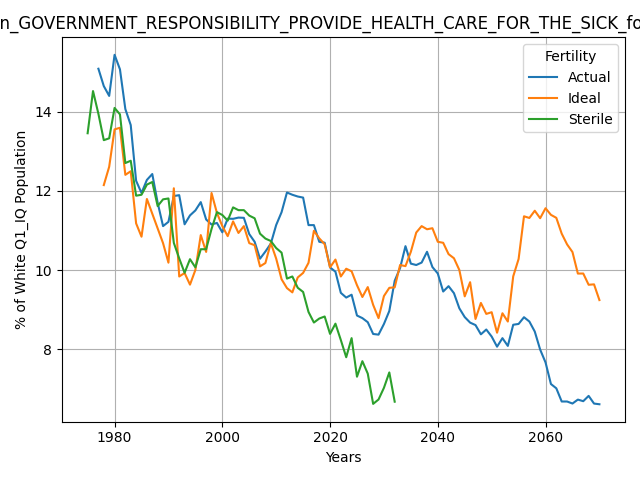 n_GOVERNMENT_RESPONSIBILITY_PROVIDE_HEALTH_CARE_FOR_THE_SICK_fo
Fertility
Actual
Ideal
Sterile
% of White Q1_IQ Population
14
12
10
8
1980 2000 2020 2040 2060
Years